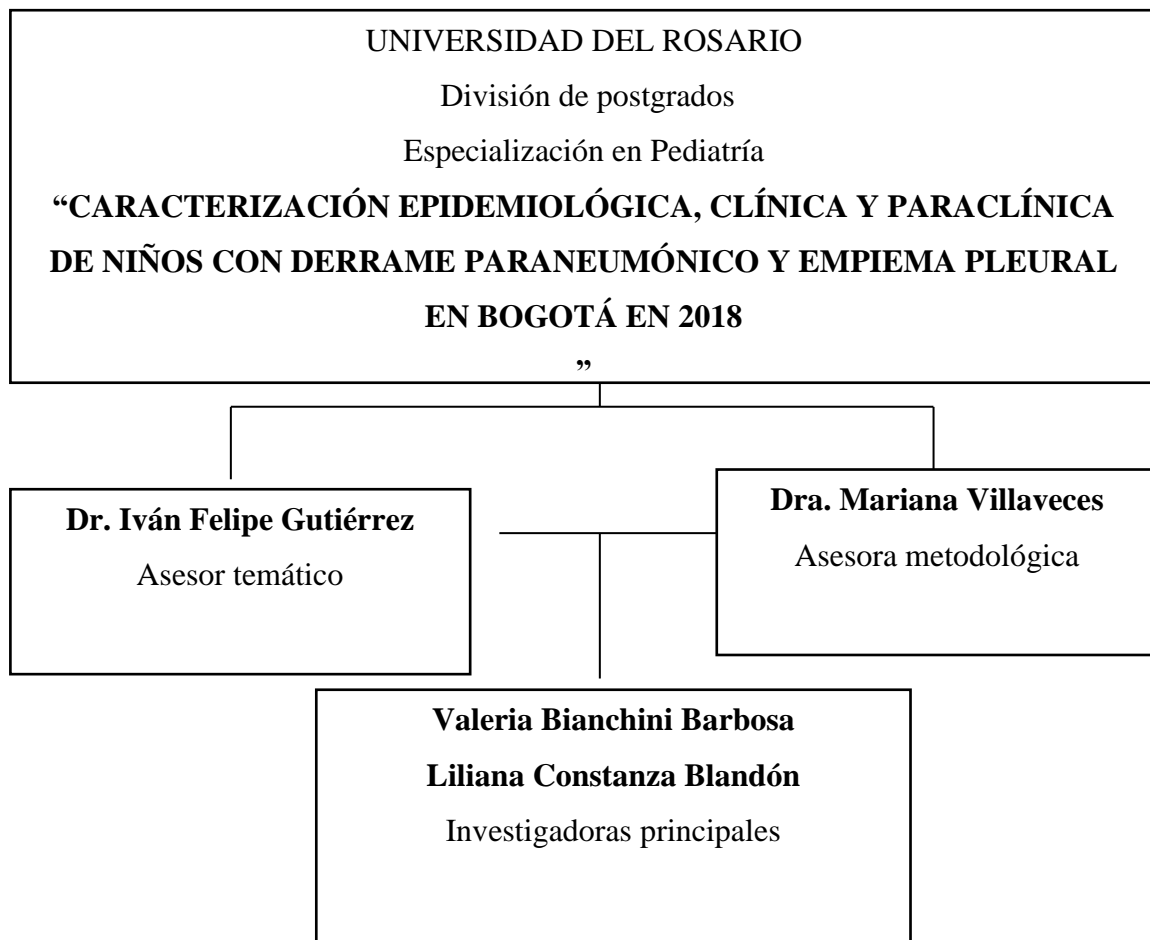 UNIVERSIDAD DEL ROSARIO
División de postgrados
Especialización en Pediatría
“CARACTERIZACIÓN EPIDEMIOLÓGICA, CLÍNICA Y PARACLÍNICA
DE NIÑOS CON DERRAME PARANEUMÓNICO Y EMPIEMA PLEURAL
EN BOGOTÁ EN 2018
”
Dr. Iván Felipe Gutiérrez
Asesor temático
Dra. Mariana Villaveces
Asesora metodológica
Valeria Bianchini Barbosa
Liliana Constanza Blandón
Investigadoras principales